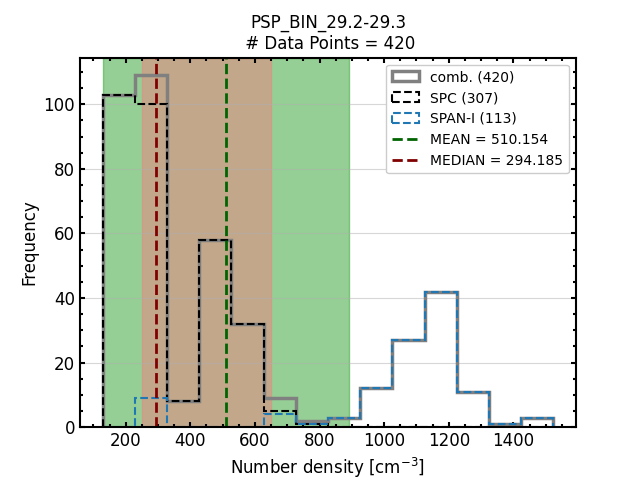 PSP_BIN_29.2-29.3
# Data Points = 420
comb. (420)
SPC (307)
SPAN-I (113)
MEAN = 510.154
MEDIAN = 294.185
Frequency
100
80
60
40
20
0
200 400 600 800 1000 1200 1400
Number density [cm⁻³]